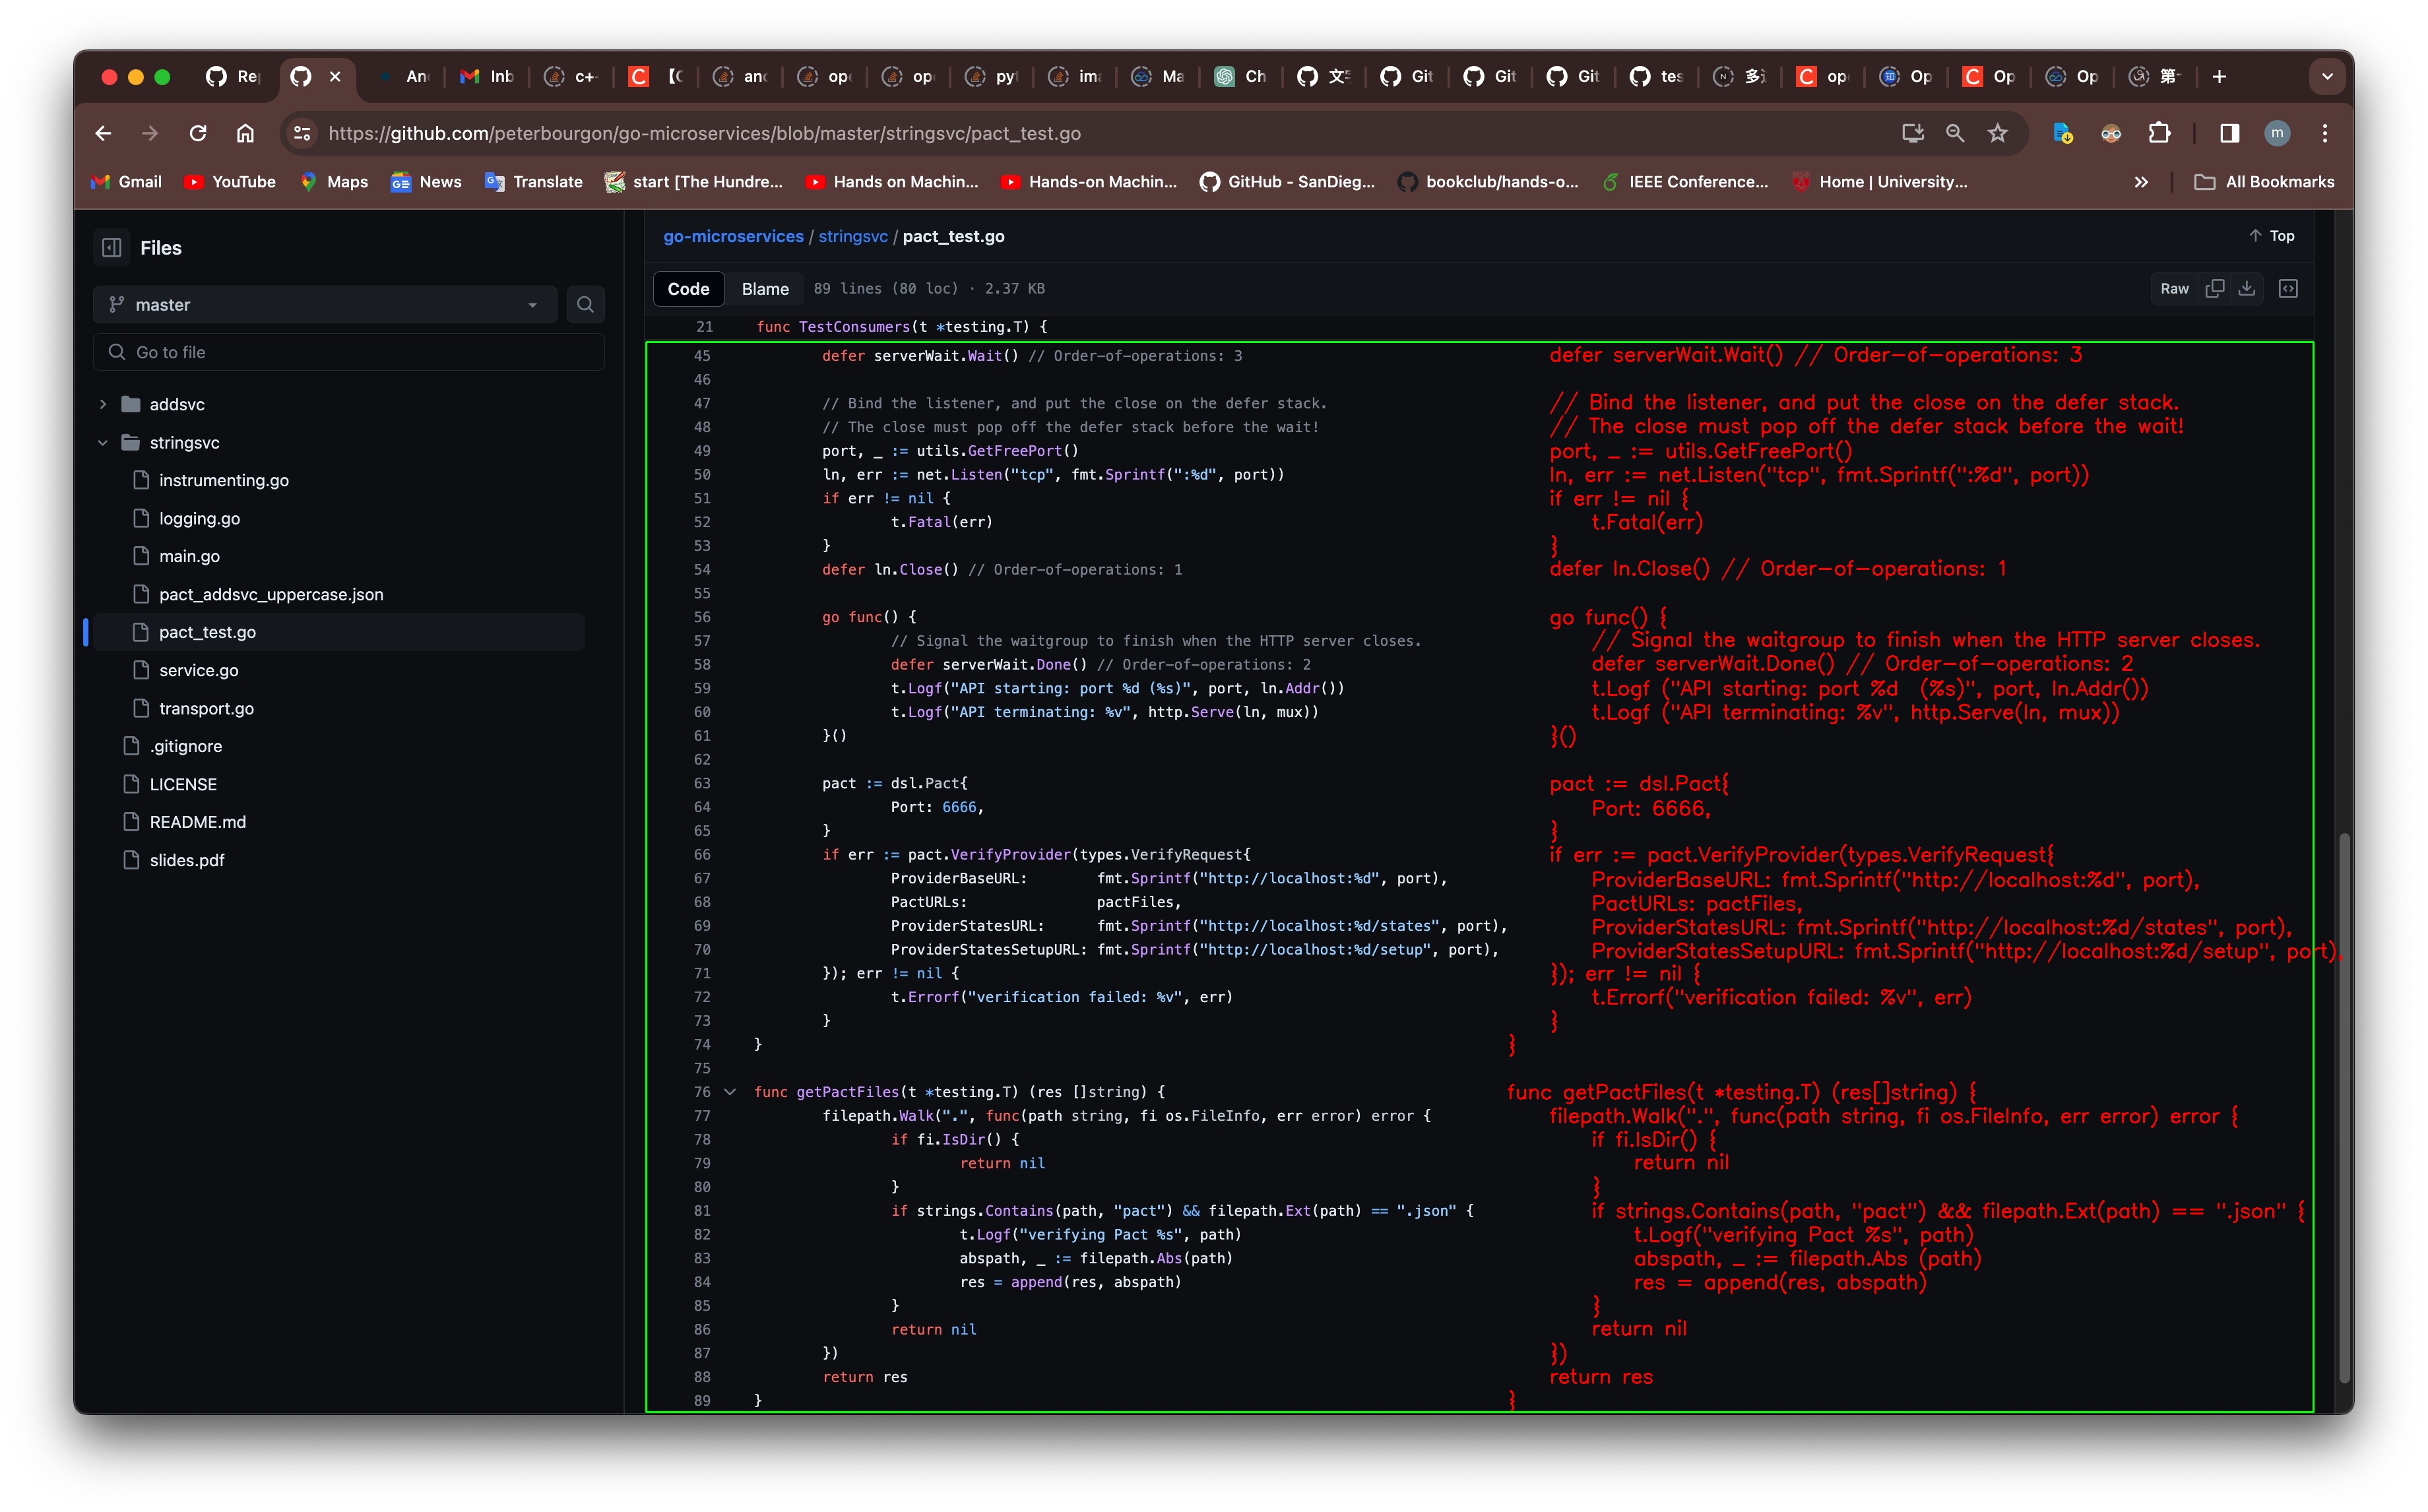 Re
An
Inb
c++
【C
and
ope
op
pyt
ima
Ma
Ch
文字
Git
Git
Git
tes
多边
op
Op
Op
Op
第一
https://github.com/peterbourgon/go-microservices/blob/master/stringsvc/pact_test.go
m
Gmail
YouTube
Maps
News
Translate
start [The Hundre...
Hands on Machin...
Hands-on Machin...
GitHub - SanDieg...
bookclub/hands-o...
IEEE Conference...
Home | University...
All Bookmarks
Files
master
Go to file
addsvc
stringsvc
instrumenting.go
logging.go
main.go
pact_addsvc_uppercase.json
pact_test.go
service.go
transport.go
.gitignore
LICENSE
README.md
slides.pdf
go-microservices / stringsvc / pact_test.go
Top
Code Blame 89 lines (80 loc) · 2.37 KB
Raw
21 func TestConsumers(t *testing.T) {
45 defer serverWait.Wait() // Order-of-operations: 3
46
47 // Bind the listener, and put the close on the defer stack.
48 // The close must pop off the defer stack before the wait!
49 port, _ := utils.GetFreePort()
50 ln, err := net.Listen("tcp", fmt.Sprintf(":%d", port))
51 if err != nil {
52 t.Fatal(err)
53 }
54 defer ln.Close() // Order-of-operations: 1
55
56 go func() {
57 // Signal the waitgroup to finish when the HTTP server closes.
58 defer serverWait.Done() // Order-of-operations: 2
59 t.Logf("API starting: port %d (%s)", port, ln.Addr())
60 t.Logf("API terminating: %v", http.Serve(ln, mux))
61 }()
62
63 pact := dsl.Pact{
64 Port: 6666,
65 }
66 if err := pact.VerifyProvider(types.VerifyRequest{
67 ProviderBaseURL: fmt.Sprintf("http://localhost:%d", port),
68 PactURLs: pactFiles,
69 ProviderStatesURL: fmt.Sprintf("http://localhost:%d/states", port),
70 ProviderStatesSetupURL: fmt.Sprintf("http://localhost:%d/setup", port),
71 }); err != nil {
72 t.Errorf("verification failed: %v", err)
73 }
74 }
75
76 func getPactFiles(t *testing.T) (res []string) {
77 filepath.Walk(".", func(path string, fi os.FileInfo, err error) error {
78 if fi.IsDir() {
79 return nil
80 }
81 if strings.Contains(path, "pact") && filepath.Ext(path) == ".json" {
82 t.Logf("verifying Pact %s", path)
83 abspath, _ := filepath.Abs(path)
84 res = append(res, abspath)
85 }
86 return nil
87 })
88 return res
89 }
defer serverWait.Wait() // Order-of-operations: 3
// Bind the listener, and put the close on the defer stack.
// The close must pop off the defer stack before the wait!
port, _ := utils.GetFreePort()
ln, err := net.Listen("tcp", fmt.Sprintf(":%d", port))
if err != nil {
t.Fatal(err)
}
defer ln.Close() // Order-of-operations: 1
go func() {
// Signal the waitgroup to finish when the HTTP server closes.
defer serverWait.Done() // Order-of-operations: 2
t.Logf ("API starting: port %d (%s)", port, ln.Addr())
t.Logf ("API terminating: %v", http.Serve(ln, mux))
}()
pact := dsl.Pact{
Port: 6666,
}
if err := pact.VerifyProvider(types.VerifyRequest{
ProviderBaseURL: fmt.Sprintf("http://localhost:%d", port),
PactURLs: pactFiles,
ProviderStatesURL: fmt.Sprintf("http://localhost:%d/states", port),
ProviderStatesSetupURL: fmt.Sprintf("http://localhost:%d/setup", port),
}); err != nil {
t.Errorf("verification failed: %v", err)
}
}
func getPactFiles(t *testing.T) (res[]string) {
filepath.Walk(".", func(path string, fi os.FileInfo, err error) error {
if fi.IsDir() {
return nil
}
if strings.Contains(path, "pact") && filepath.Ext(path) == ".json" {
t.Logf("verifying Pact %s", path)
abspath, _ := filepath.Abs (path)
res = append(res, abspath)
}
return nil
})
return res
}